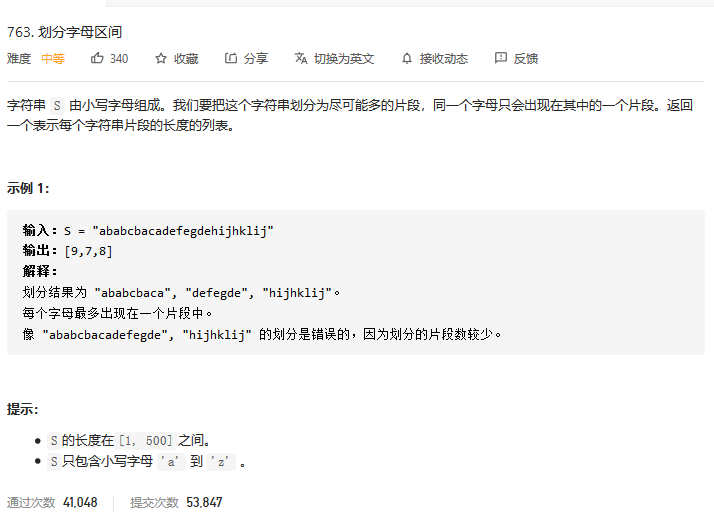 763. 划分字母区间
难度 中等 340 收藏 分享 切换为英文 接收动态 反馈
字符串 S 由小写字母组成。我们要把这个字符串划分为尽可能多的片段，同一个字母只会出现在其中的一个片段。返回
一个表示每个字符串片段的长度的列表。
示例 1：
输入：S = "ababcbacadefegdehijhklij"
输出：[9,7,8]
解释：
划分结果为 "ababcbaca", "defegde", "hijhklij"。
每个字母最多出现在一个片段中。
像 "ababcbacadefegde", "hijhklij" 的划分是错误的，因为划分的片段数较少。
提示：
• S 的长度在 [1, 500] 之间。
• S 只包含小写字母 'a' 到 'z' 。
通过次数 41,048 提交次数 53,847